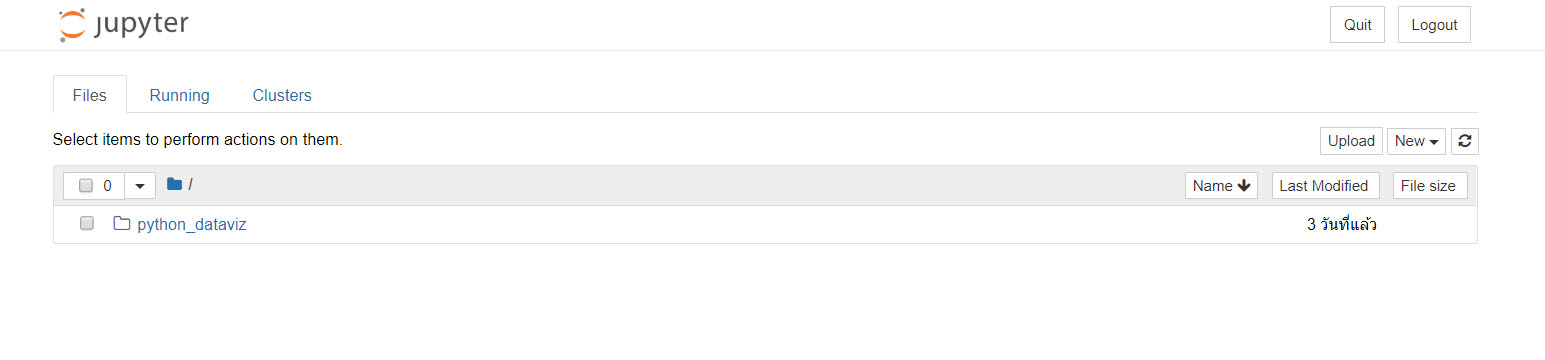 jupyter Quit Logout
Files Running Clusters
Select items to perform actions on them. Upload New
0 / Name Last Modified File size
python_dataviz 3 วันที่แล้ว